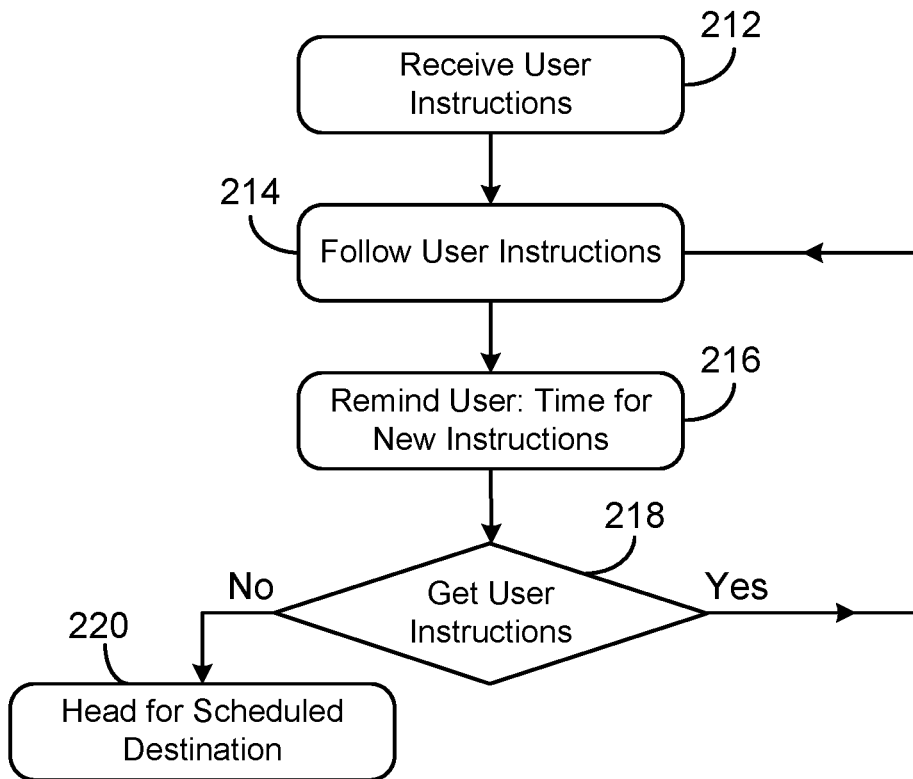 212
Receive User
Instructions
214
Follow User Instructions
216
Remind User: Time for
New Instructions
218
No
Get User
Instructions
Yes
220
Head for Scheduled
Destination